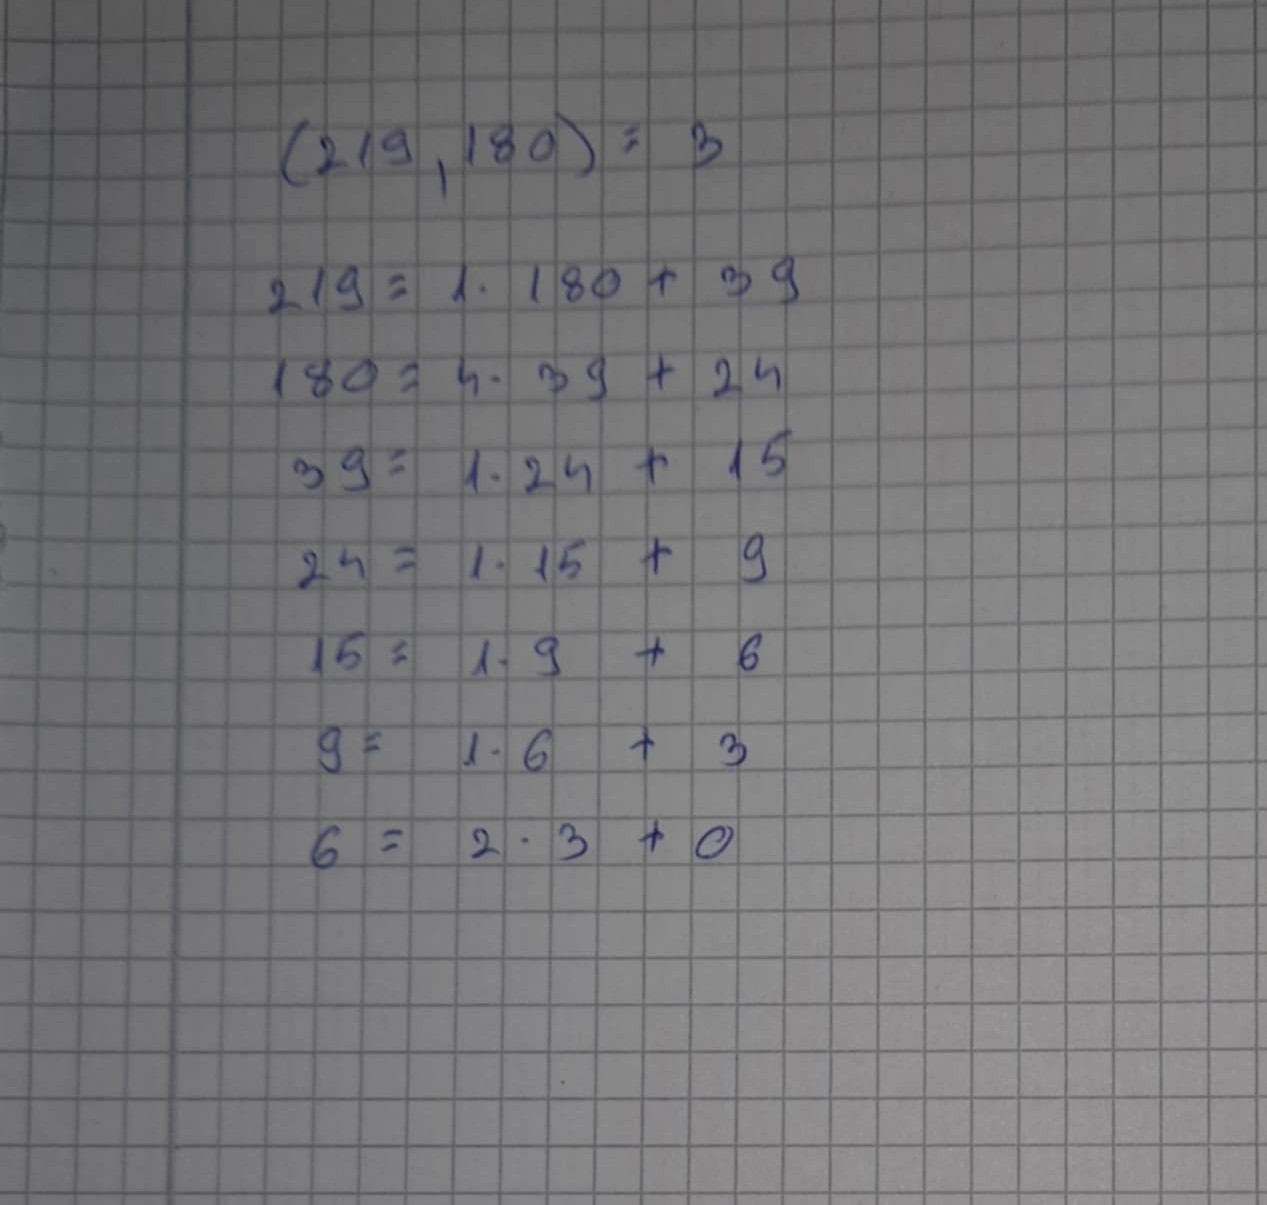 (219, 180) = 3
219 = 1 · 180 + 39
180 = 4 · 39 + 24
39 = 1 · 24 + 15
24 = 1 · 15 + 9
15 = 1 · 9 + 6
9 = 1 · 6 + 3
6 = 2 · 3 + 0